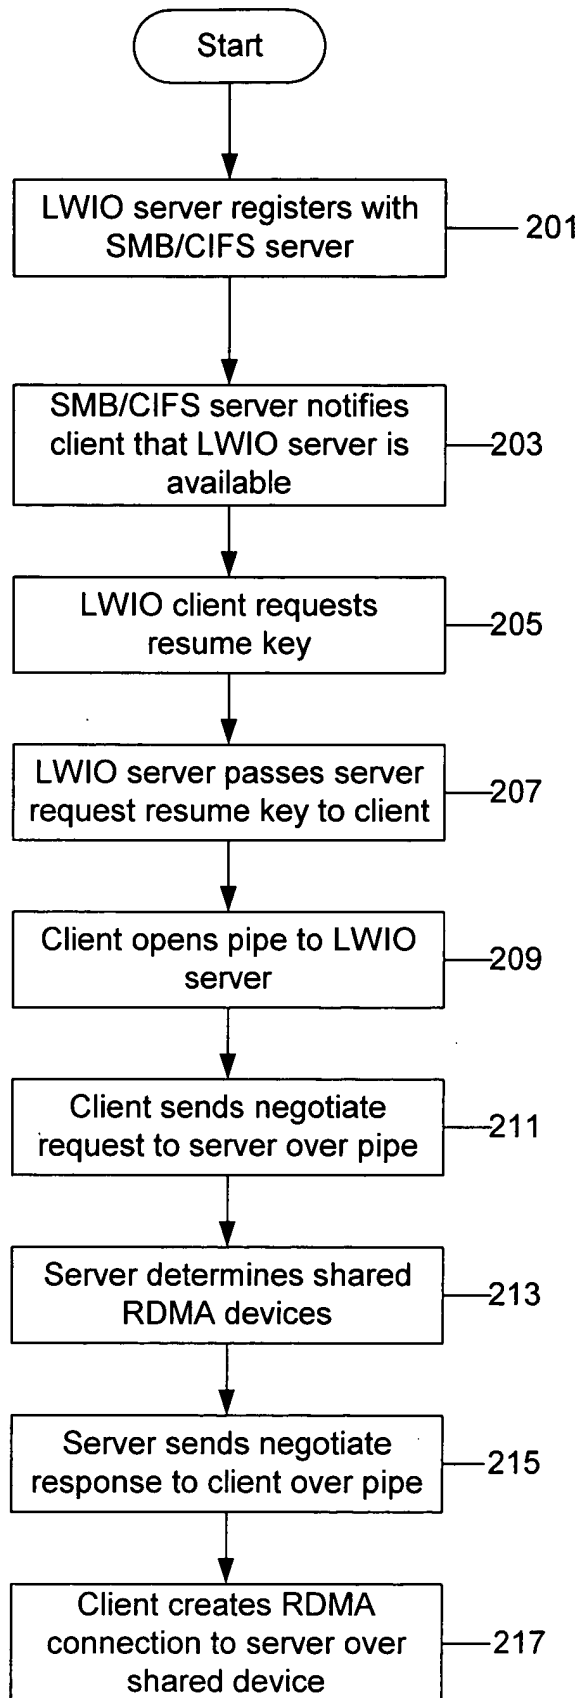 Start
LWIO server registers with
SMB/CIFS server
201
SMB/CIFS server notifies
client that LWIO server is
available
203
LWIO client requests
resume key
205
LWIO server passes server
request resume key to client
207
Client opens pipe to LWIO
server
209
Client sends negotiate
request to server over pipe
211
Server determines shared
RDMA devices
213
Server sends negotiate
response to client over pipe
215
Client creates RDMA
connection to server over
shared device
217